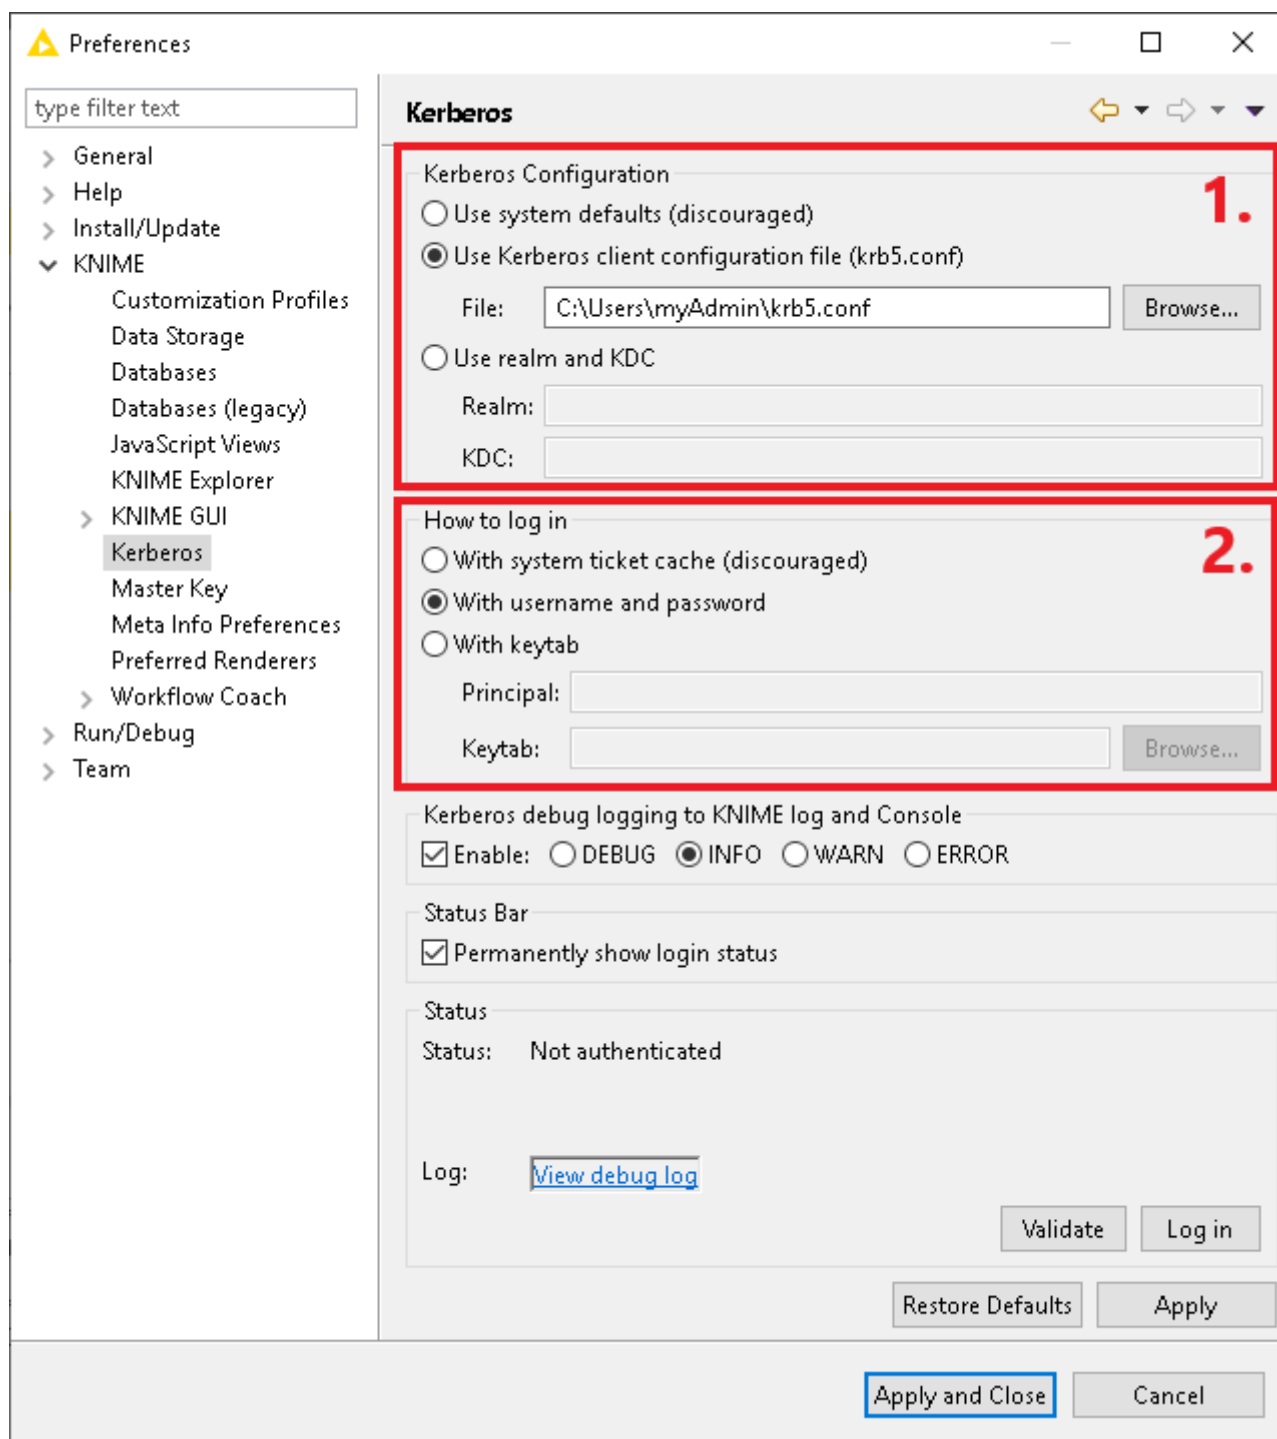 Preferences
type filter text
General
Help
Install/Update
KNIME
Customization Profiles
Data Storage
Databases
Databases (legacy)
JavaScript Views
KNIME Explorer
KNIME GUI
Kerberos
Master Key
Meta Info Preferences
Preferred Renderers
Workflow Coach
Run/Debug
Team
Kerberos
Kerberos Configuration
1.
Use system defaults (discouraged)
Use Kerberos client configuration file (krb5.conf)
File: C:\Users\myAdmin\krb5.conf Browse...
Use realm and KDC
Realm:
KDC:
How to log in
2.
With system ticket cache (discouraged)
With username and password
With keytab
Principal:
Keytab: Browse...
Kerberos debug logging to KNIME log and Console
Enable: DEBUG INFO WARN ERROR
Status Bar
Permanently show login status
Status
Status: Not authenticated
Log: View debug log
Validate Log in
Restore Defaults Apply
Apply and Close Cancel